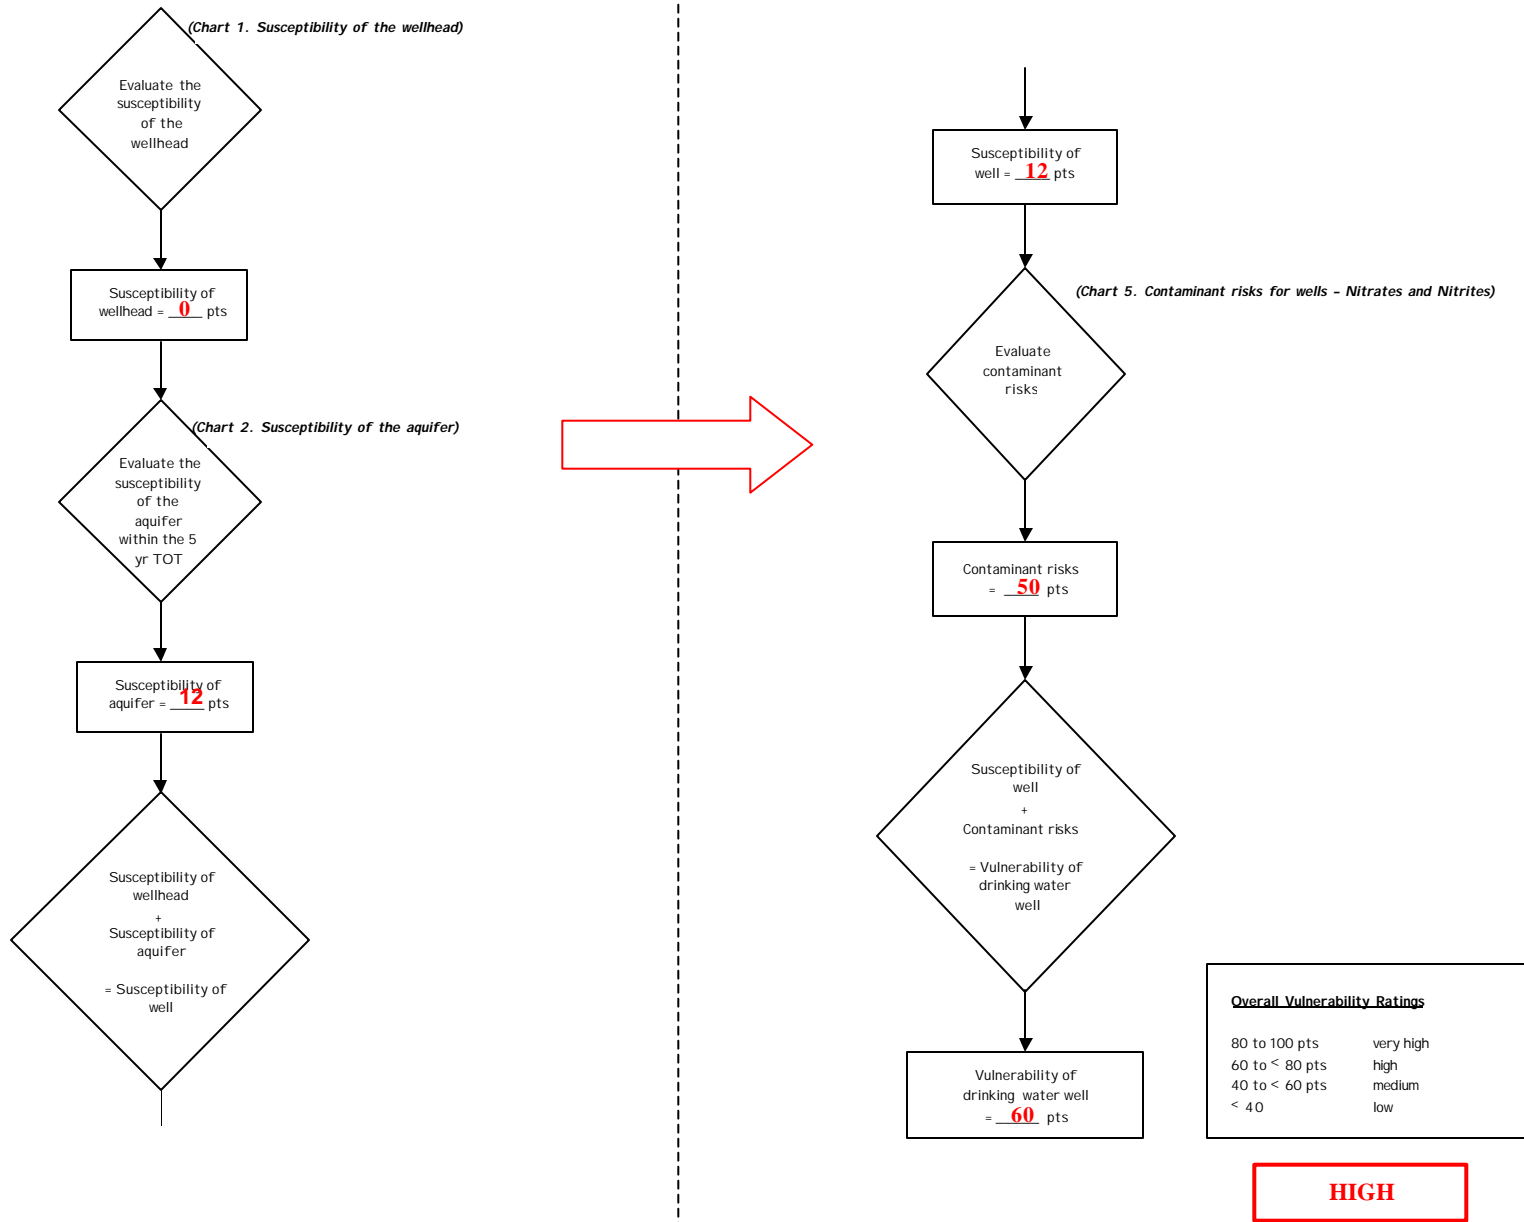 (Chart 1. Susceptibility of the wellhead)
Evaluate the
susceptibility
of the
wellhead
Susceptibility of
wellhead = 0 pts
(Chart 2. Susceptibility of the aquifer)
Evaluate the
susceptibility
of the
aquifer
within the 5
yr TOT
Susceptibility of
aquifer = 12 pts
Susceptibility of
wellhead
+
Susceptibility of
aquifer
= Susceptibility of
well
Susceptibility of
well = 12 pts
(Chart 5. Contaminant risks for wells – Nitrates and Nitrites)
Evaluate
contaminant
risks
Contaminant risks
= 50 pts
Susceptibility of
well
+
Contaminant risks
= Vulnerability of
drinking water
well
Vulnerability of
drinking water well
= 60 pts
Overall Vulnerability Ratings
80 to 100 pts very high
60 to < 80 pts high
40 to < 60 pts medium
< 40 low
HIGH